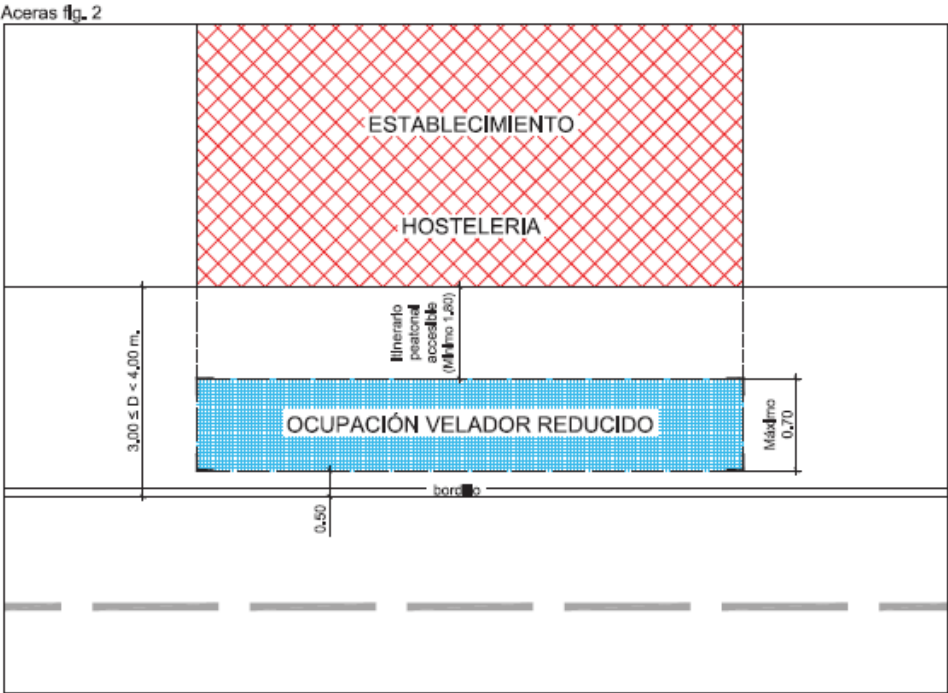 Aceras fig. 2
ESTABLECIMIENTO
HOSTELERIA
Itinerario
peatonal
accesible
(Mínimo 1.80)
3,00 ≤ D < 4,00 m.
OCUPACIÓN VELADOR REDUCIDO
Máximo
0.70
bordillo
0.50